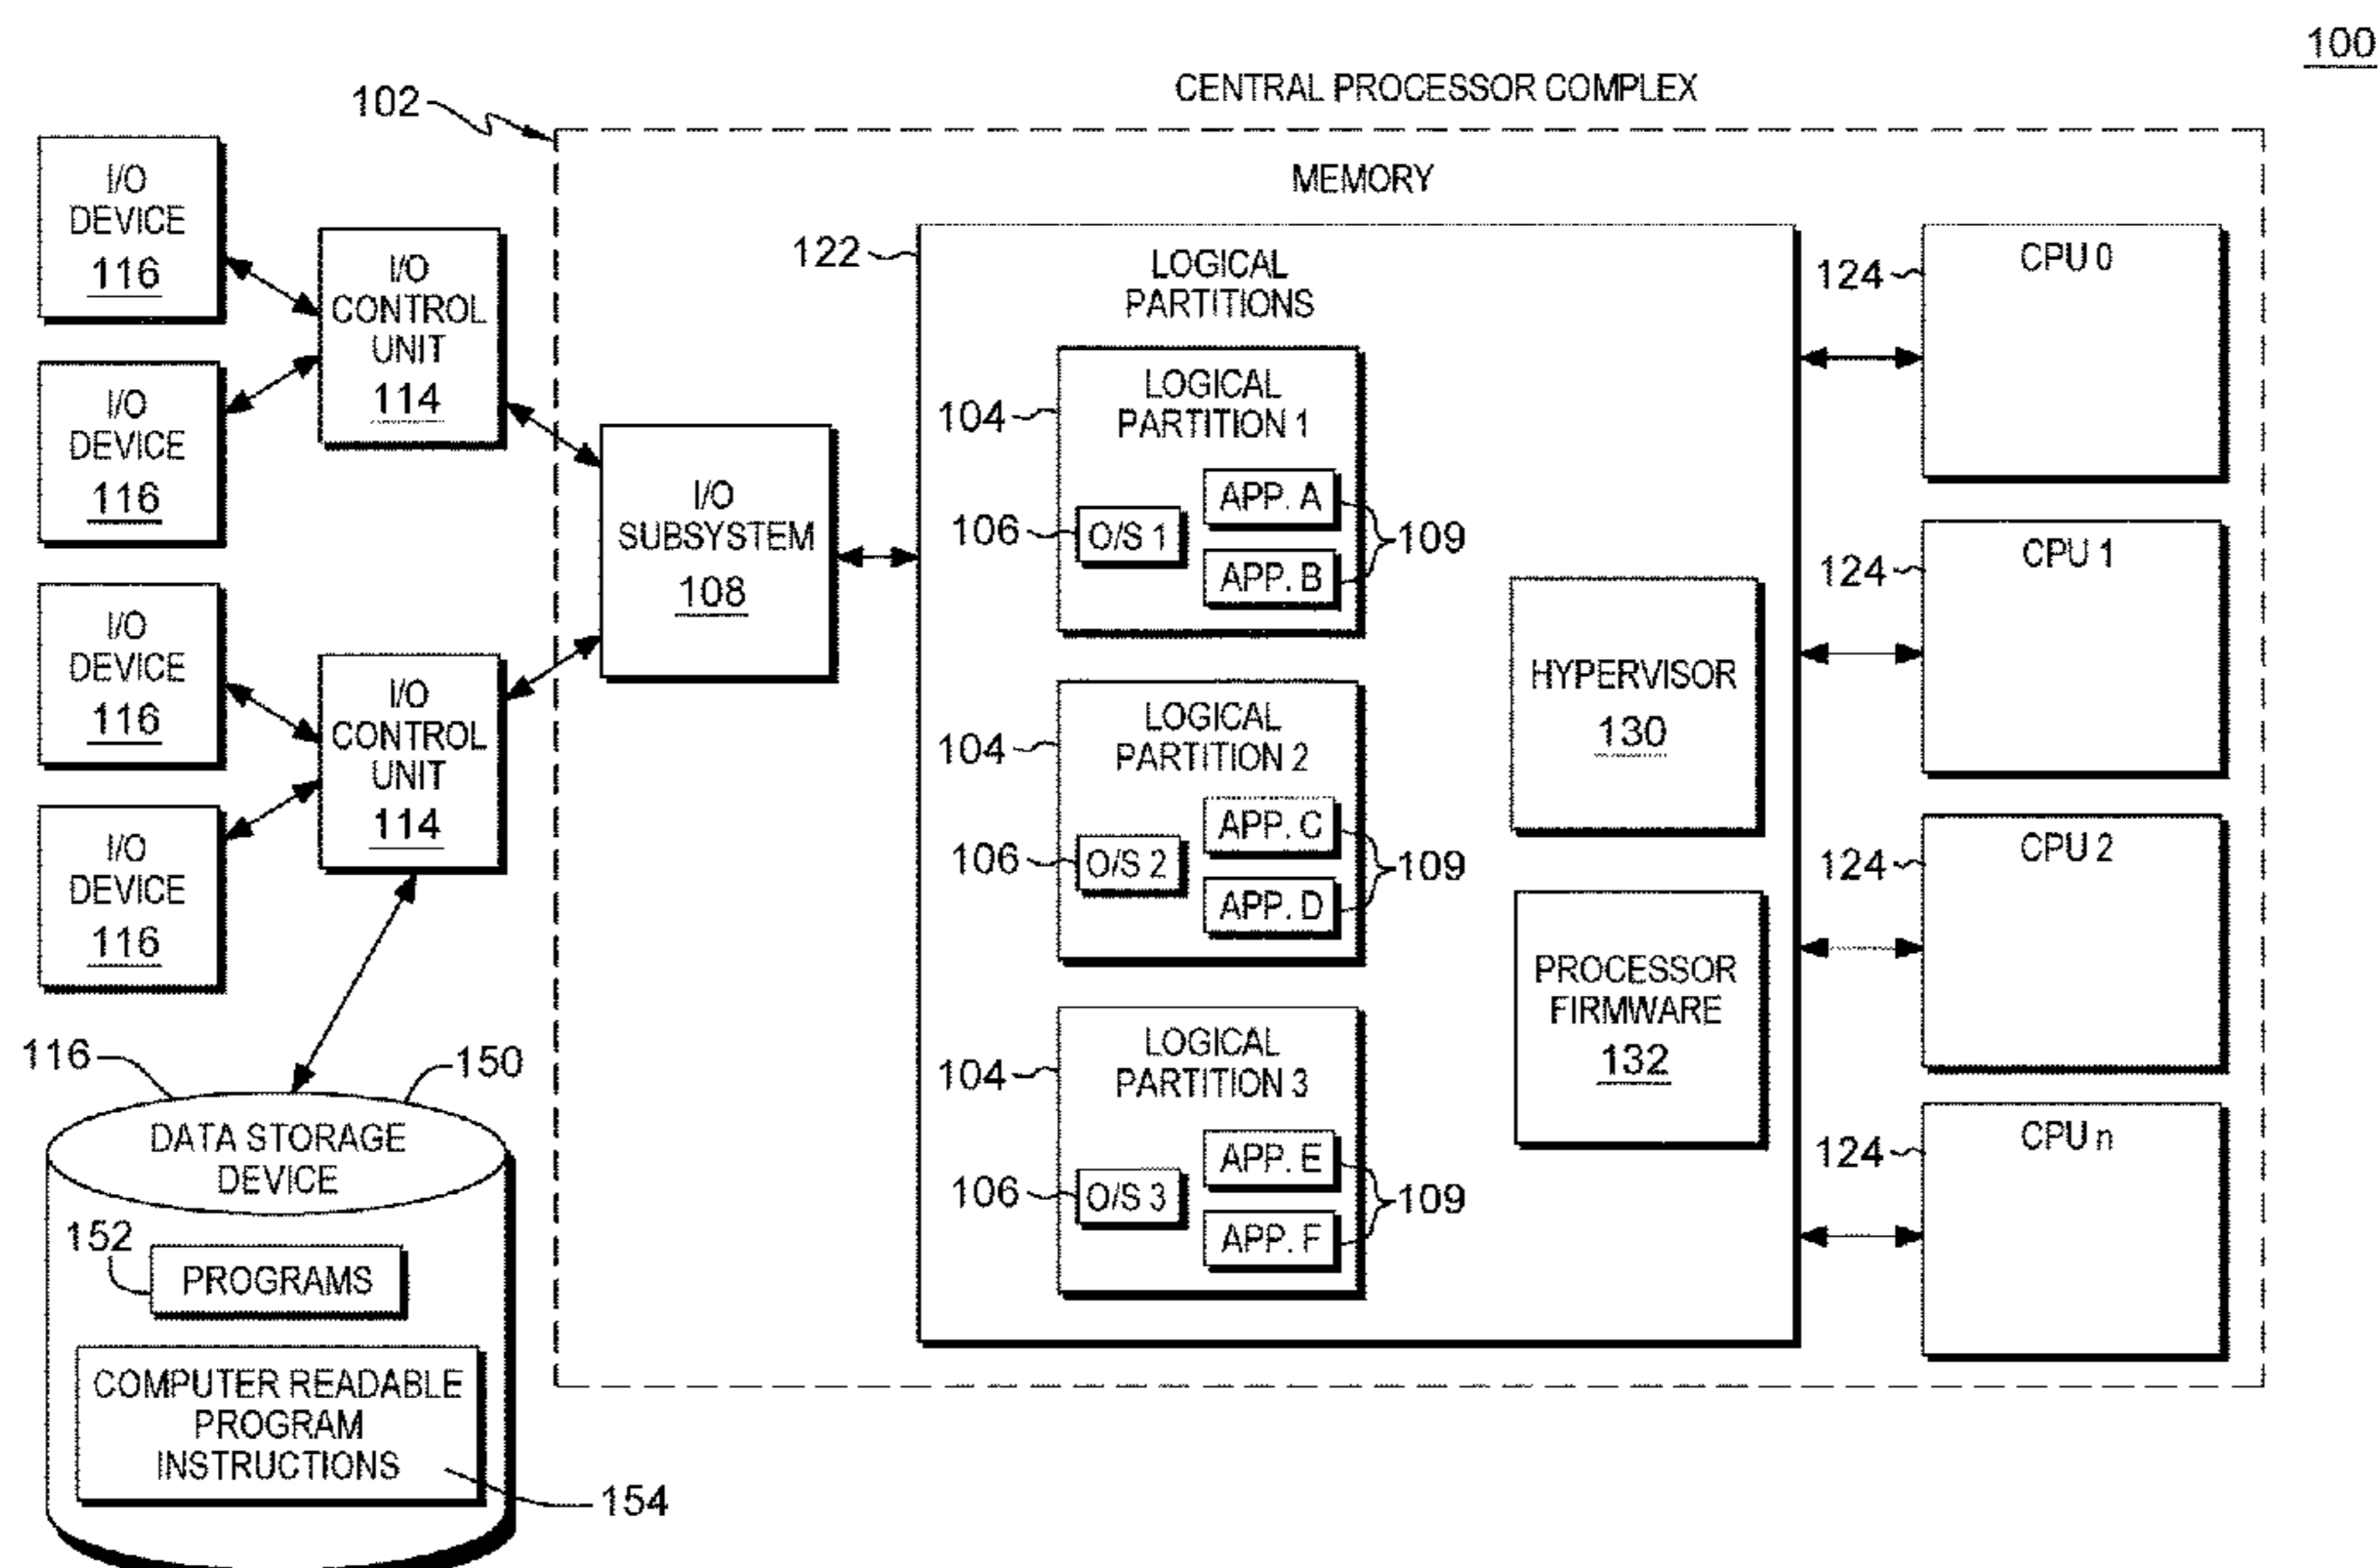 100
CENTRAL PROCESSOR COMPLEX
102
MEMORY
I/O
DEVICE
116
I/O
DEVICE
116
I/O
DEVICE
116
I/O
DEVICE
116
I/O
CONTROL
UNIT
114
I/O
CONTROL
UNIT
114
I/O
SUBSYSTEM
108
122
LOGICAL
PARTITIONS
104
LOGICAL
PARTITION 1
106
O/S 1
APP. A
APP. B
109
104
LOGICAL
PARTITION 2
106
O/S 2
APP. C
APP. D
109
104
LOGICAL
PARTITION 3
106
O/S 3
APP. E
APP. F
109
HYPERVISOR
130
PROCESSOR
FIRMWARE
132
124
CPU 0
124
CPU 1
124
CPU 2
124
CPU n
116
150
DATA STORAGE
DEVICE
152
PROGRAMS
COMPUTER READABLE
PROGRAM
INSTRUCTIONS
154